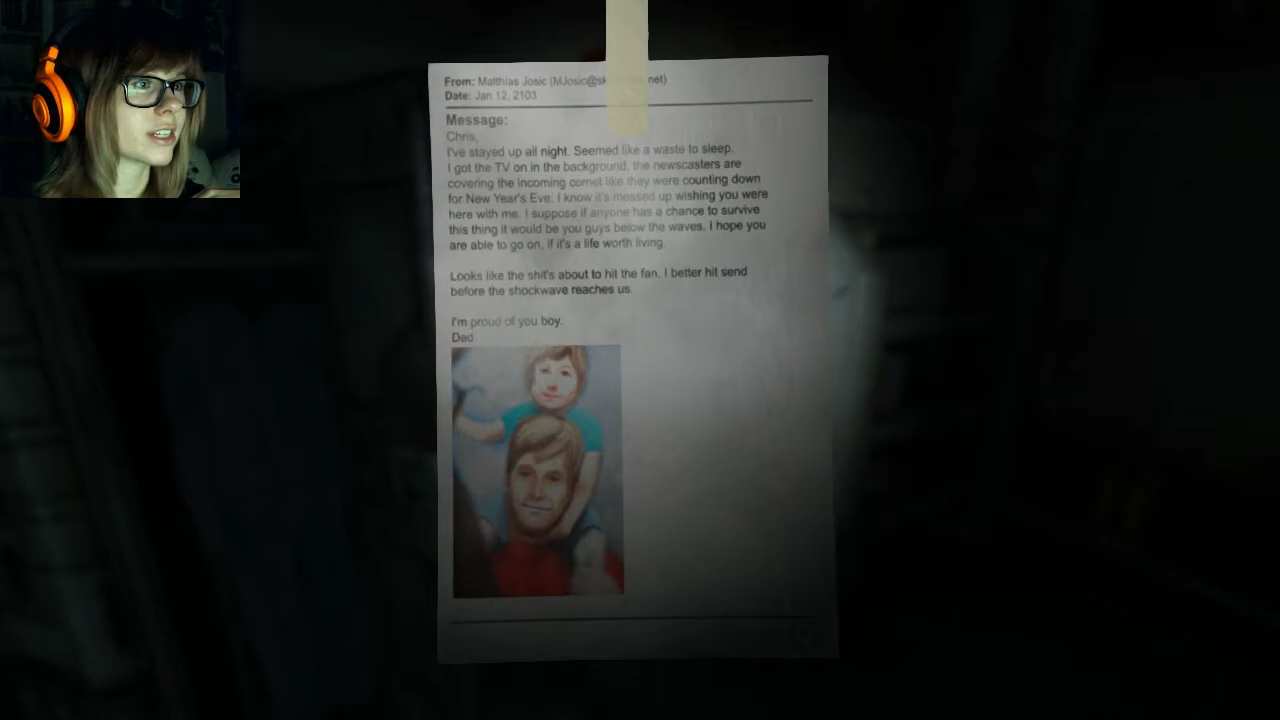 From: Matthias Josic (MJosic@sk net)
Date: Jan 12, 2103
Message:
Chris,
I've stayed up all night. Seemed like a waste to sleep.
I got the TV on in the background, the newscasters are
covering the incoming comet like they were counting down
for New Year's Eve. I know it's messed up wishing you were
here with me. I suppose if anyone has a chance to survive
this thing it would be you guys below the waves. I hope you
are able to go on, if it's a life worth living.
Looks like the shit's about to hit the fan. I better hit send
before the shockwave reaches us.
I'm proud of you boy.
Dad